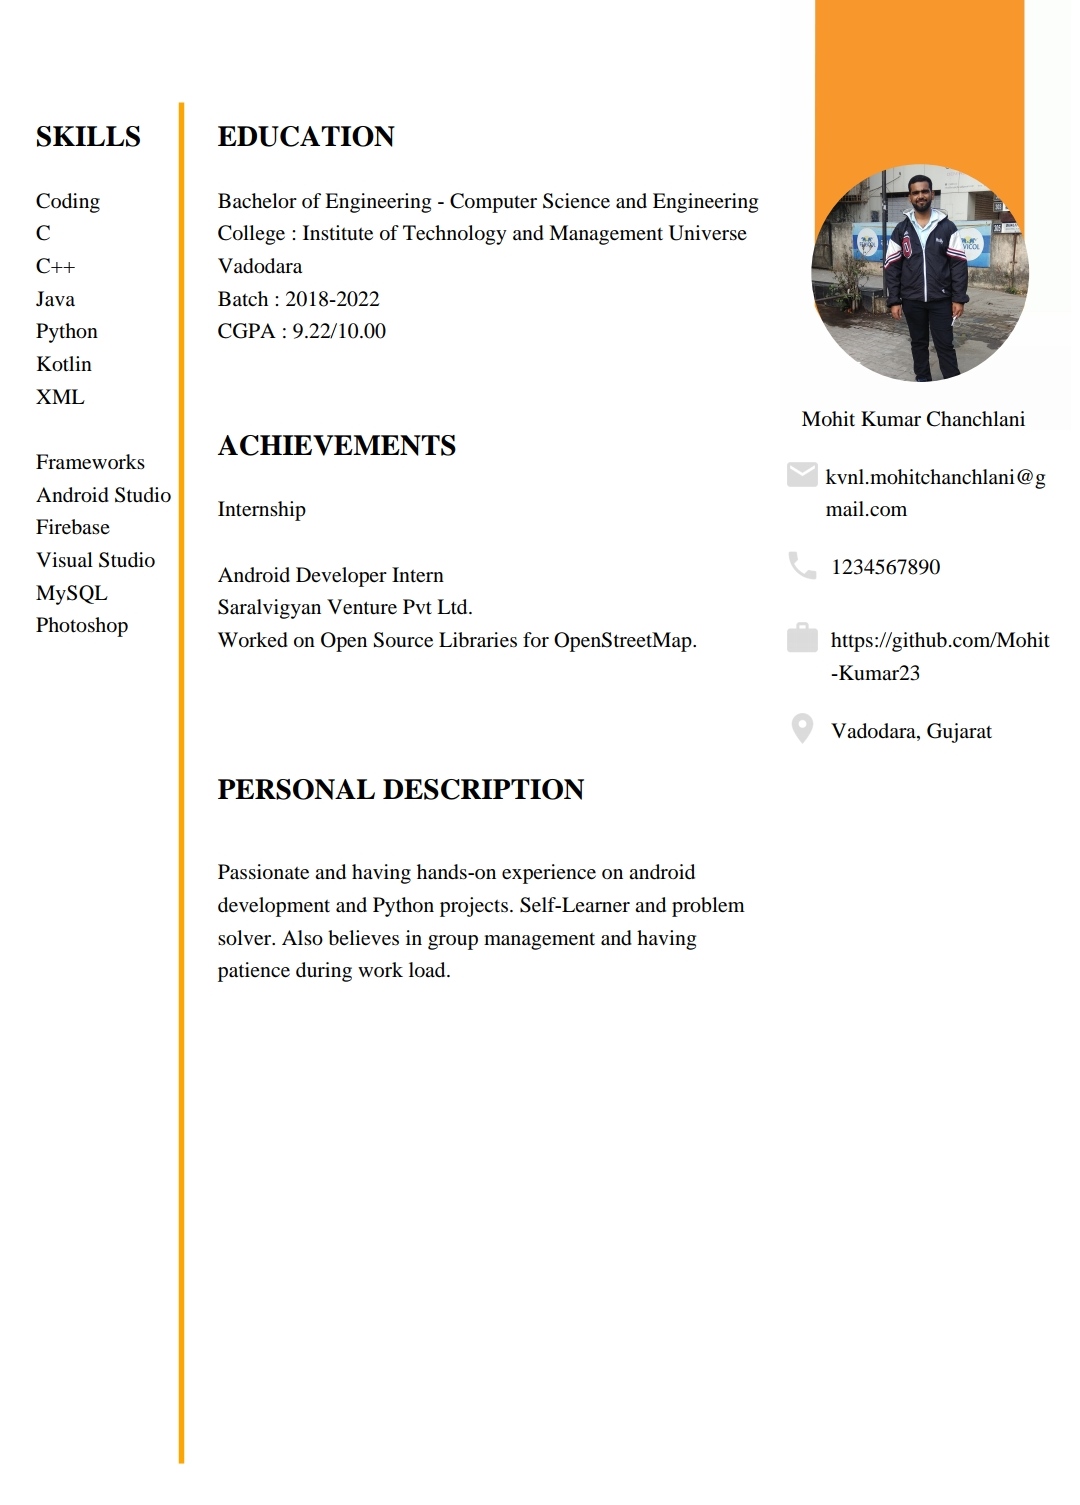 SKILLS
Coding
C
C++
Java
Python
Kotlin
XML
Frameworks
Android Studio
Firebase
Visual Studio
MySQL
Photoshop
EDUCATION
Bachelor of Engineering - Computer Science and Engineering
College : Institute of Technology and Management Universe
Vadodara
Batch : 2018-2022
CGPA : 9.22/10.00
ACHIEVEMENTS
Internship
Android Developer Intern
Saralvigyan Venture Pvt Ltd.
Worked on Open Source Libraries for OpenStreetMap.
PERSONAL DESCRIPTION
Passionate and having hands-on experience on android
development and Python projects. Self-Learner and problem
solver. Also believes in group management and having
patience during work load.
Mohit Kumar Chanchlani
kvnl.mohitchanchlani@g
mail.com
1234567890
https://github.com/Mohit
-Kumar23
Vadodara, Gujarat